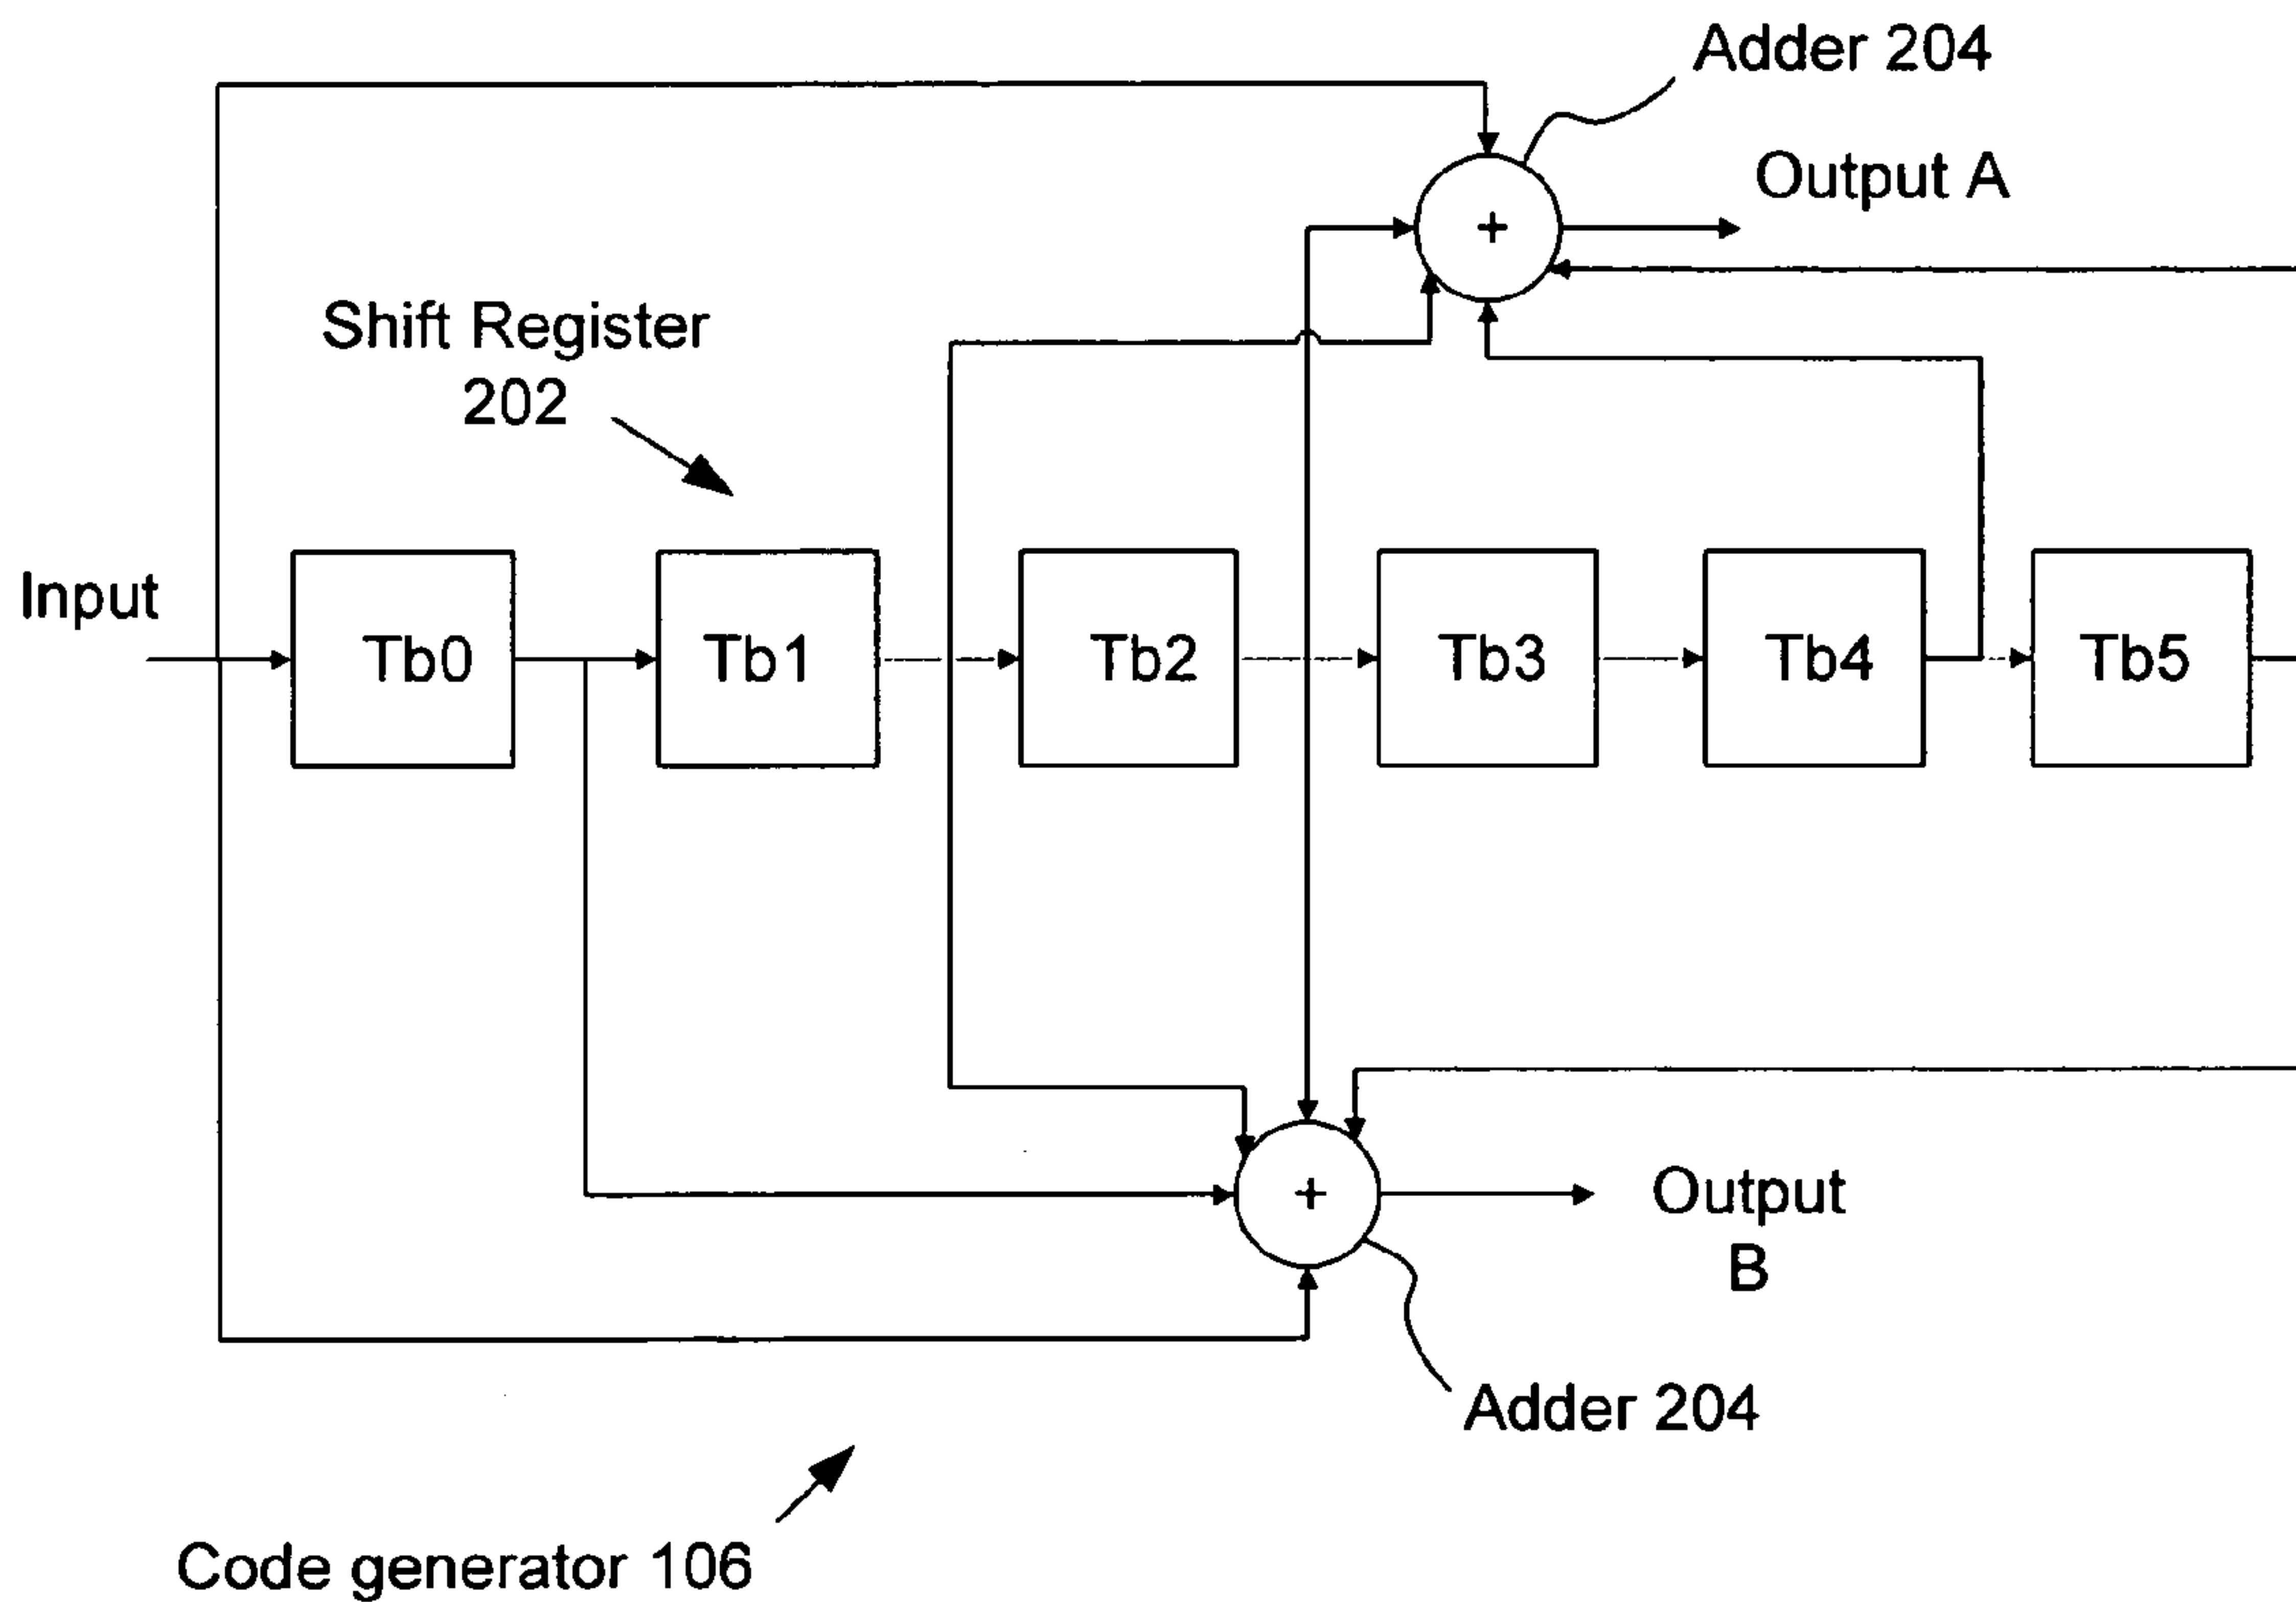 Adder 204
Output A
Shift Register
202
Input
Tb0
Tb1
Tb2
Tb3
Tb4
Tb5
+
+
Output
B
Adder 204
Code generator 106